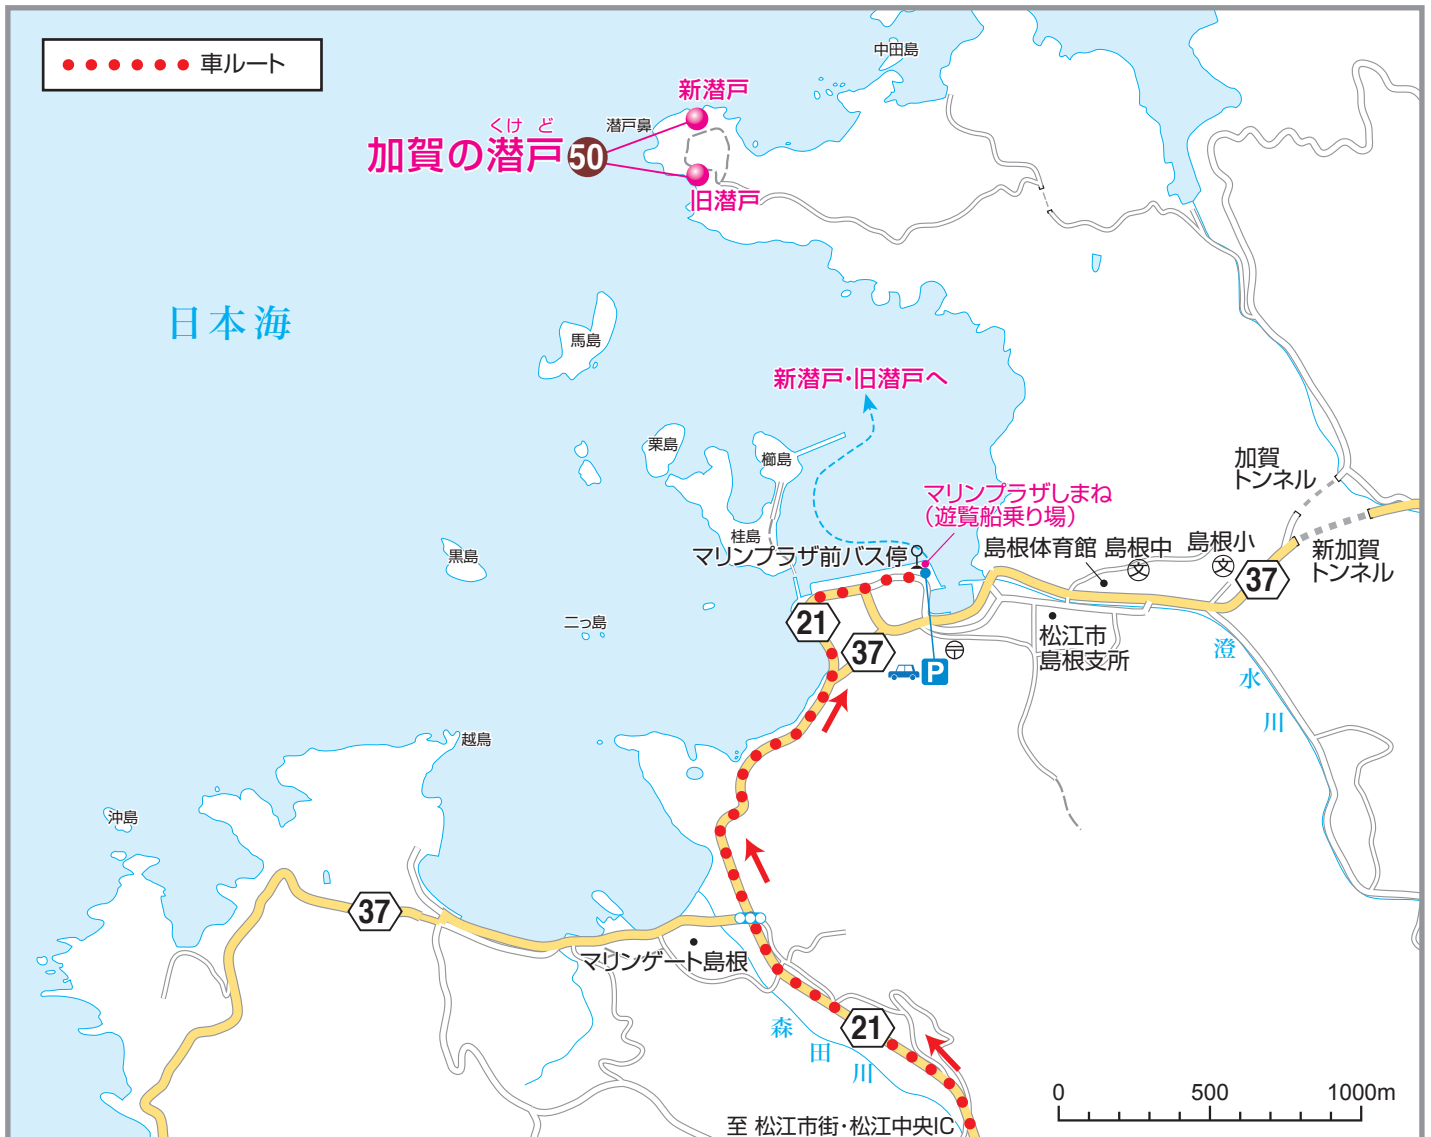 車ルート
中田島
新潜戸
潜戸鼻
くけど
加賀の潜戸
50
旧潜戸
日本海
馬島
新潜戸・旧潜戸へ
栗島
櫛島
桂島
黒島
二っ島
加賀
トンネル
マリンプラザしまね
(遊覧船乗り場)
マリンプラザ前バス停
島根体育館
島根中
島根小
文
文
新加賀
トンネル
37
21
37
〒
P
松江市
島根支所
澄水川
越島
沖島
37
マリンゲート島根
21
森田川
至 松江市街・松江中央IC
0 500 1000m